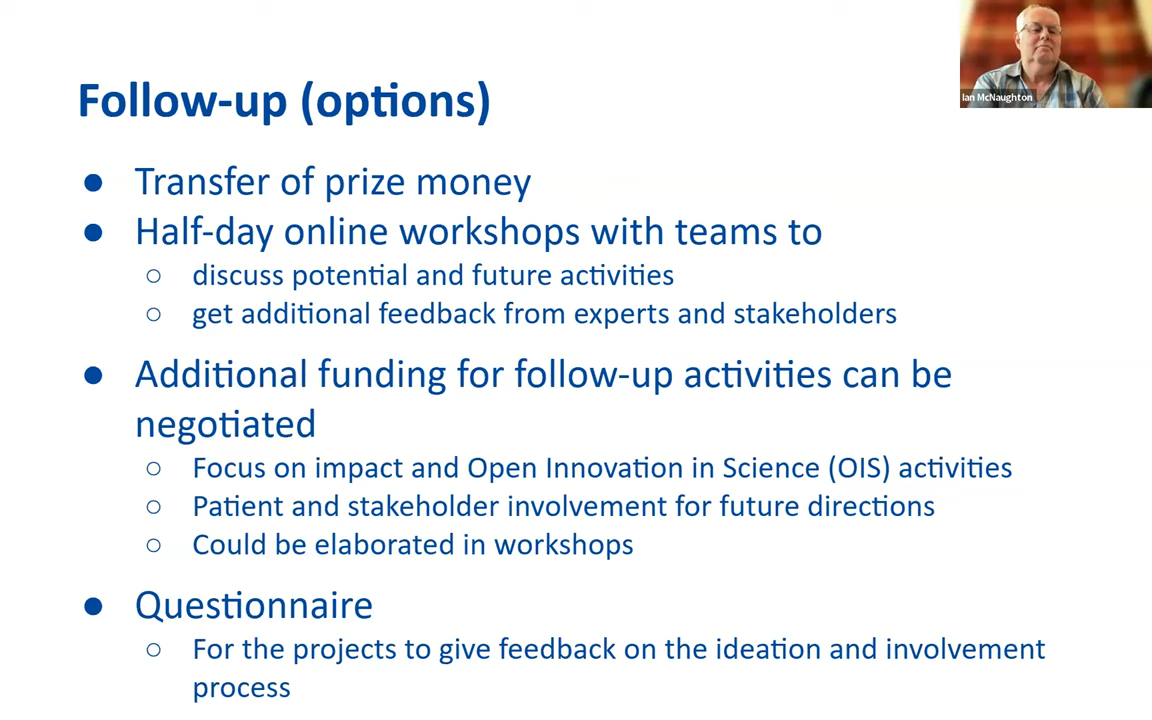 Follow-up (options)
Ian McNaughton
● Transfer of prize money
● Half-day online workshops with teams to
○ discuss potential and future activities
○ get additional feedback from experts and stakeholders
● Additional funding for follow-up activities can be
negotiated
○ Focus on impact and Open Innovation in Science (OIS) activities
○ Patient and stakeholder involvement for future directions
○ Could be elaborated in workshops
● Questionnaire
○ For the projects to give feedback on the ideation and involvement
process